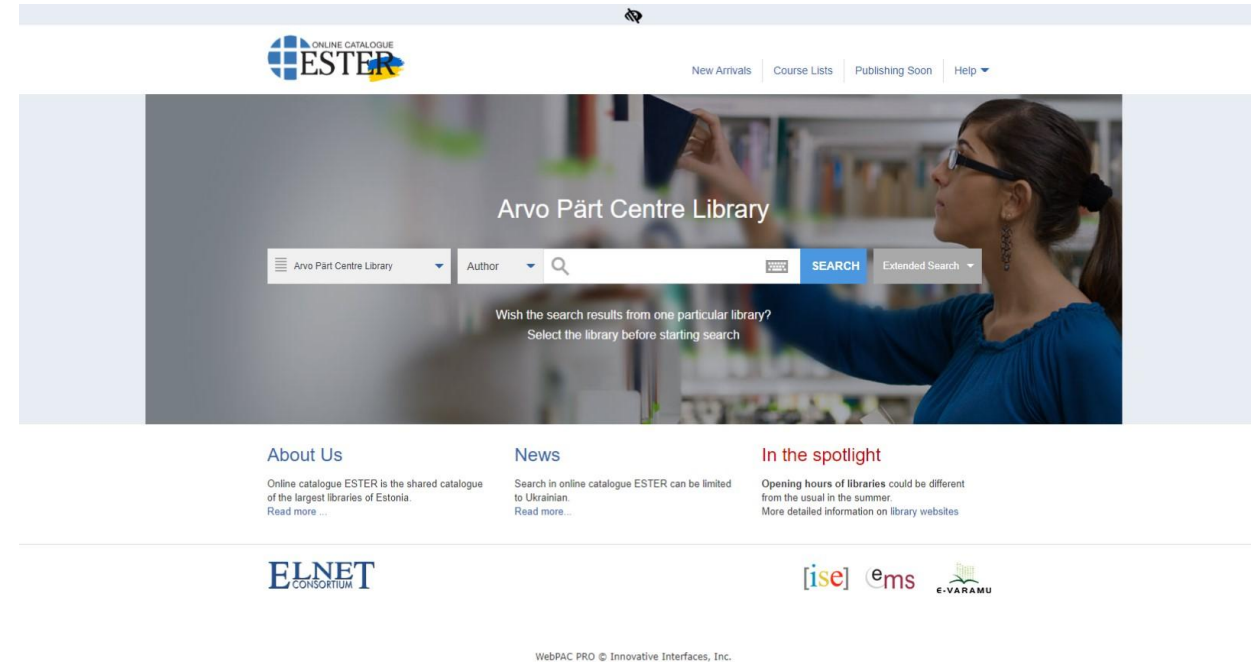 ONLINE CATALOGUE
ESTER
New Arrivals Course Lists Publishing Soon Help
Arvo Pärt Centre Library
Arvo Pärt Centre Library Author SEARCH Extended Search
Wish the search results from one particular library?
Select the library before starting search
About Us
Online catalogue ESTER is the shared catalogue
of the largest libraries of Estonia.
Read more ...
News
Search in online catalogue ESTER can be limited
to Ukrainian.
Read more...
In the spotlight
Opening hours of libraries could be different
from the usual in the summer.
More detailed information on library websites
ELNET
CONSORTIUM
[ise] ems E-VARAMU
WebPAC PRO © Innovative Interfaces, Inc.